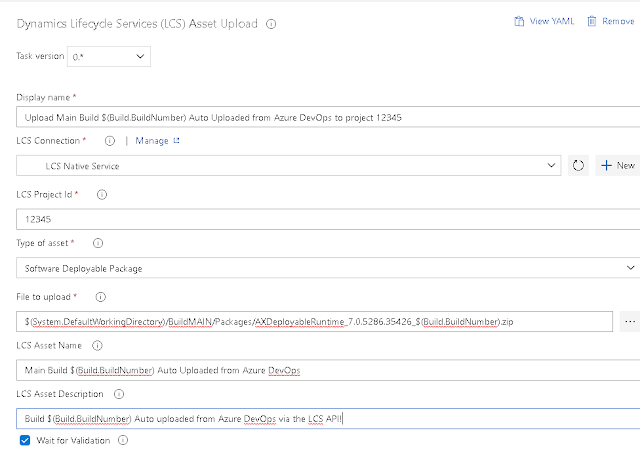 Dynamics Lifecycle Services (LCS) Asset Upload
View YAML
Remove
Task version 0.*
Display name *
Upload Main Build $(Build.BuildNumber) Auto Uploaded from Azure DevOps to project 12345
LCS Connection * | Manage
LCS Native Service
New
LCS Project Id *
12345
Type of asset *
Software Deployable Package
File to upload *
$(System.DefaultWorkingDirectory)/BuildMAIN/Packages/AXDeployableRuntime_7.0.5286.35426_$(Build.BuildNumber).zip
...
LCS Asset Name
Main Build $(Build.BuildNumber) Auto Uploaded from Azure DevOps
LCS Asset Description
Build $(Build.BuildNumber) Auto uploaded from Azure DevOps via the LCS API!
Wait for Validation